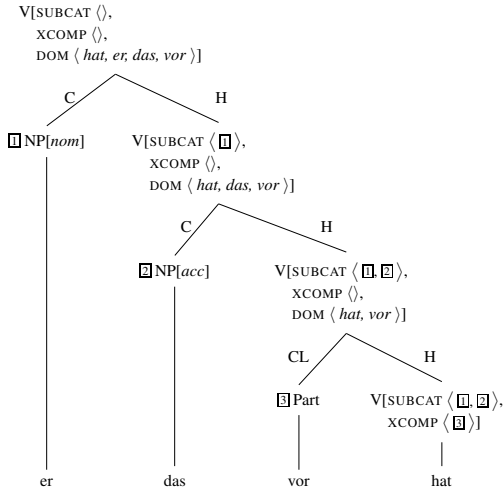 V[SUBCAT ⟨⟩,
XCOMP ⟨⟩,
DOM ⟨ hat, er, das, vor ⟩]
C H
1 NP[nom] V[SUBCAT ⟨ 1 ⟩,
XCOMP ⟨⟩,
DOM ⟨ hat, das, vor ⟩]
C H
2 NP[acc] V[SUBCAT ⟨ 1, 2 ⟩,
XCOMP ⟨⟩,
DOM ⟨ hat, vor ⟩]
CL H
3 Part V[SUBCAT ⟨ 1, 2 ⟩,
XCOMP ⟨ 3 ⟩]
er das vor hat